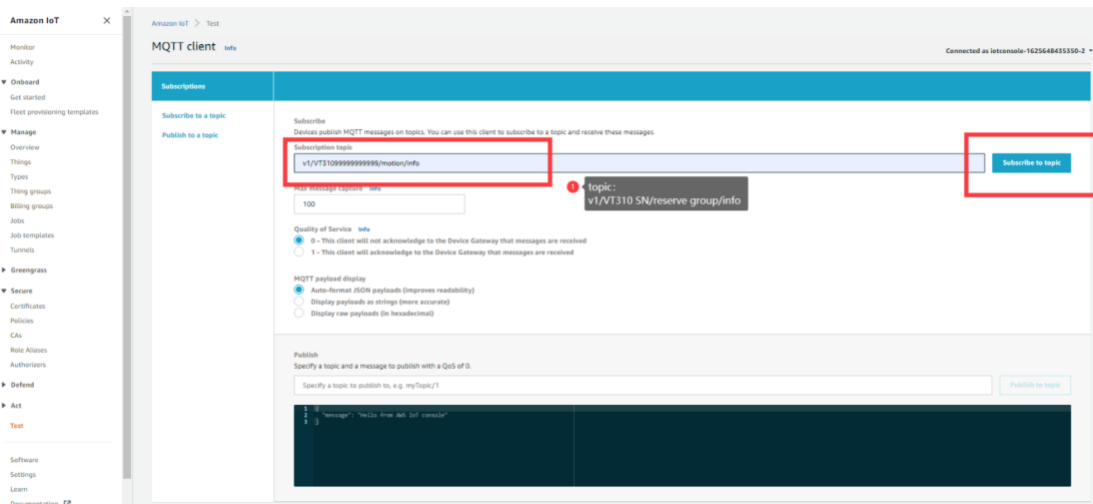 Amazon IoT
Monitor
Activity
Onboard
Get started
Fleet provisioning templates
Manage
Overview
Things
Types
Thing groups
Billing groups
Jobs
Job templates
Tunnels
Greengrass
Secure
Certificates
Policies
CAs
Role Aliases
Authorizers
Defend
Act
Test
Software
Settings
Learn
Documentation
Amazon IoT > Test
MQTT client Info
Connected as iotconsole-1625648435350-2
Subscriptions
Subscribe to a topic
Publish to a topic
Subscribe
Devices publish MQTT messages on topics. You can use this client to subscribe to a topic and receive these messages.
Subscription topic
v1/VT31099999999999/motion/info
Subscribe to topic
1 topic:
v1/VT310 SN/reserve group/info
Max message capture Info
100
Quality of Service Info
0 - This client will not acknowledge to the Device Gateway that messages are received
1 - This client will acknowledge to the Device Gateway that messages are received
MQTT payload display
Auto-format JSON payloads (improves readability)
Display payloads as strings (more accurate)
Display raw payloads (in hexadecimal)
Publish
Specify a topic and a message to publish with a QoS of 0.
Specify a topic to publish to, e.g. myTopic/1
Publish to topic
1 {
2 "message": "Hello from AWS IoT console"
3 }